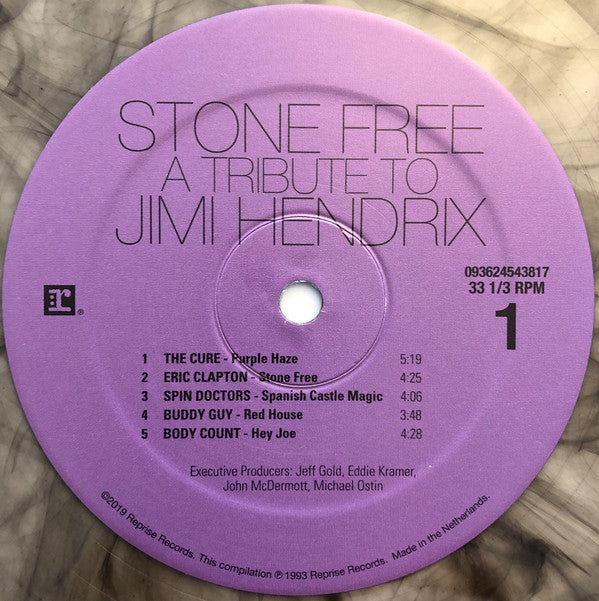 STONE FREE
A TRIBUTE TO
JIMI HENDRIX
093624543817
33 1/3 RPM
1
r®
1 THE CURE - Purple Haze 5:19
2 ERIC CLAPTON - Stone Free 4:25
3 SPIN DOCTORS - Spanish Castle Magic 4:06
4 BUDDY GUY - Red House 3:48
5 BODY COUNT - Hey Joe 4:28
Executive Producers: Jeff Gold, Eddie Kramer,
John McDermott, Michael Ostin
©2019 Reprise Records. This compilation ℗ 1993 Reprise Records. Made in the Netherlands.